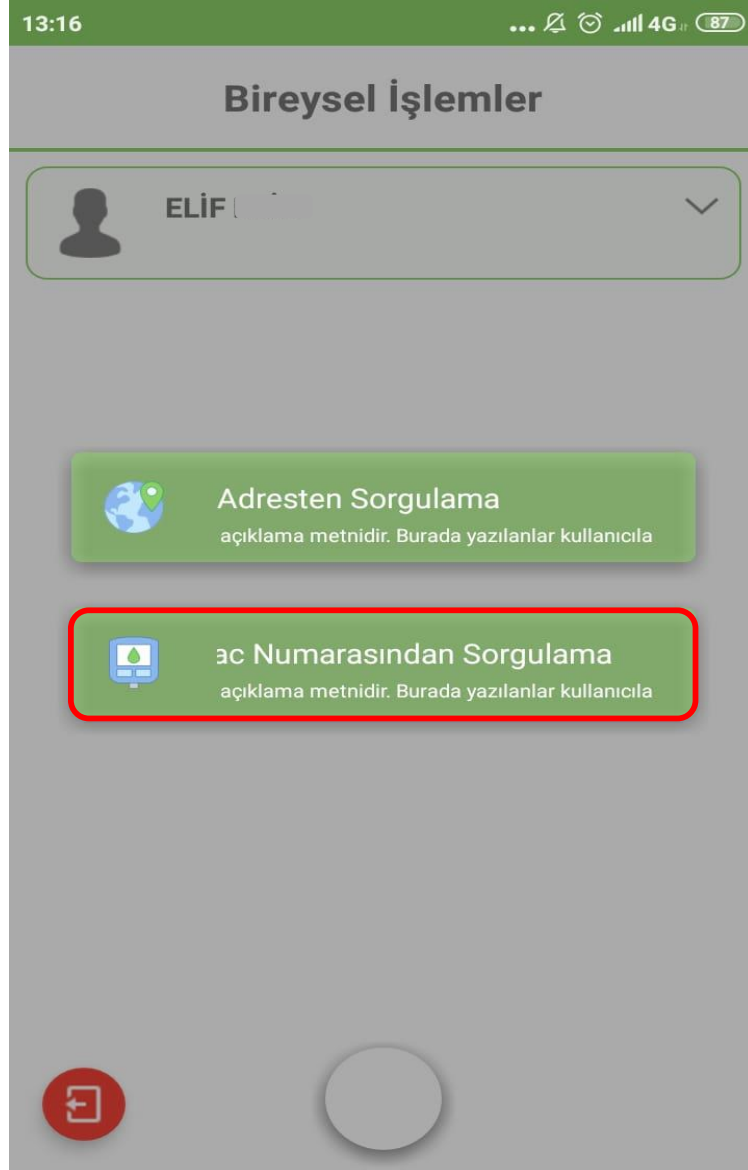 13:16 ... 4G 87
Bireysel İşlemler
ELİF
Adresten Sorgulama
açıklama metnidir. Burada yazılanlar kullanıcıla
ac Numarasından Sorgulama
açıklama metnidir. Burada yazılanlar kullanıcıla